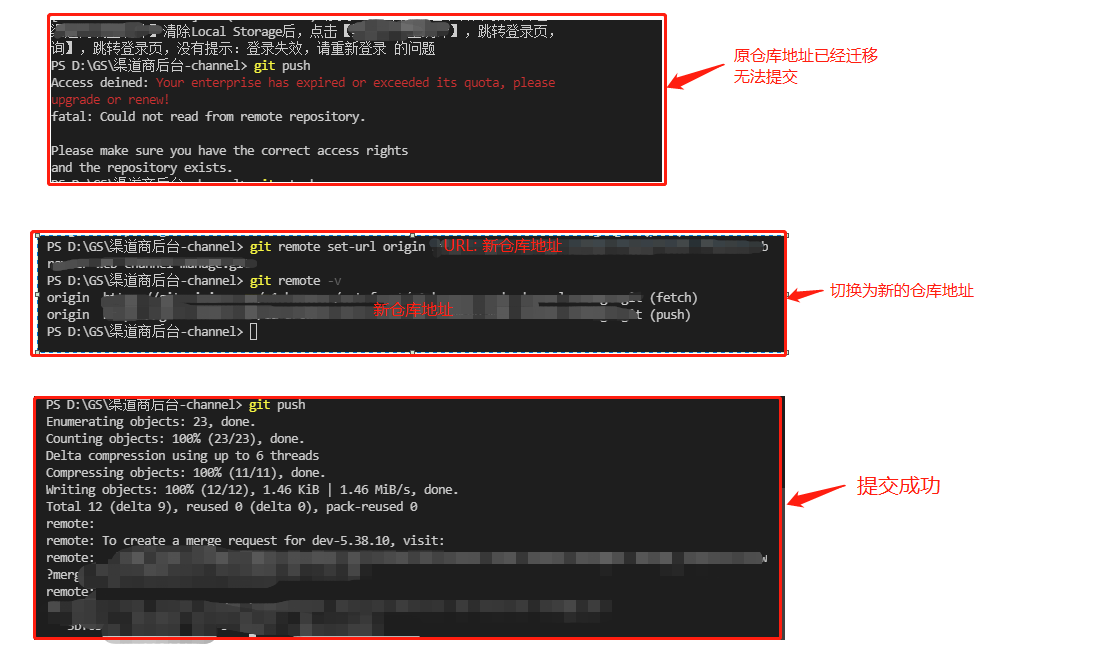 清除Local Storage后，点击【 】，跳转登录页，
询】，跳转登录页，没有提示：登录失效，请重新登录 的问题
PS D:\GS\渠道商后台-channel> git push
Access deined: Your enterprise has expired or exceeded its quota, please
upgrade or renew!
fatal: Could not read from remote repository.
Please make sure you have the correct access rights
and the repository exists.
原仓库地址已经迁移
无法提交
PS D:\GS\渠道商后台-channel> git remote set-url origin URL: 新仓库地址
PS D:\GS\渠道商后台-channel> git remote -v
origin (fetch)
新仓库地址
origin (push)
PS D:\GS\渠道商后台-channel>
切换为新的仓库地址
PS D:\GS\渠道商后台-channel> git push
Enumerating objects: 23, done.
Counting objects: 100% (23/23), done.
Delta compression using up to 6 threads
Compressing objects: 100% (11/11), done.
Writing objects: 100% (12/12), 1.46 KiB | 1.46 MiB/s, done.
Total 12 (delta 9), reused 0 (delta 0), pack-reused 0
remote:
remote: To create a merge request for dev-5.38.10, visit:
remote:
?merg
remote:
提交成功